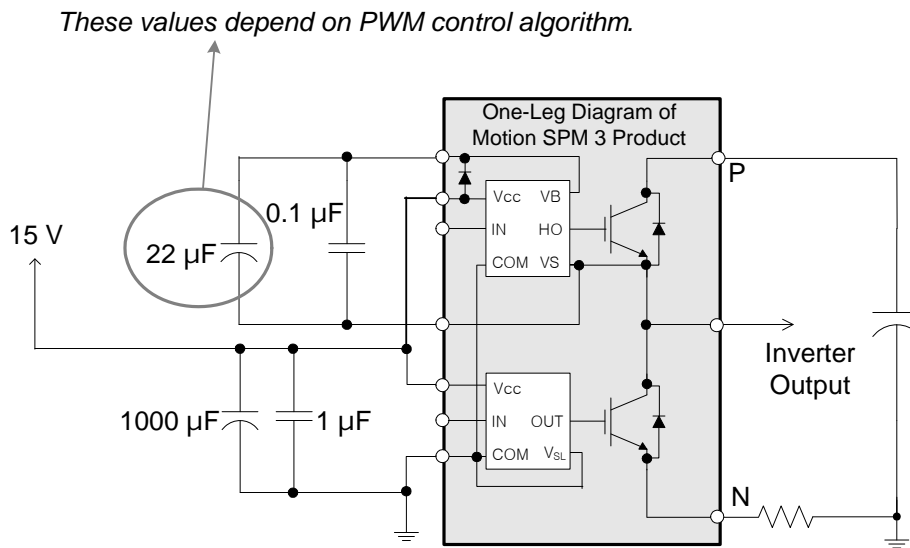 These values depend on PWM control algorithm.
One-Leg Diagram of
Motion SPM 3 Product
P
Vcc VB
0.1 µF
IN HO
15 V
22 µF
COM VS
Inverter
Output
Vcc
1000 µF
1 µF
IN OUT
COM VSL
N